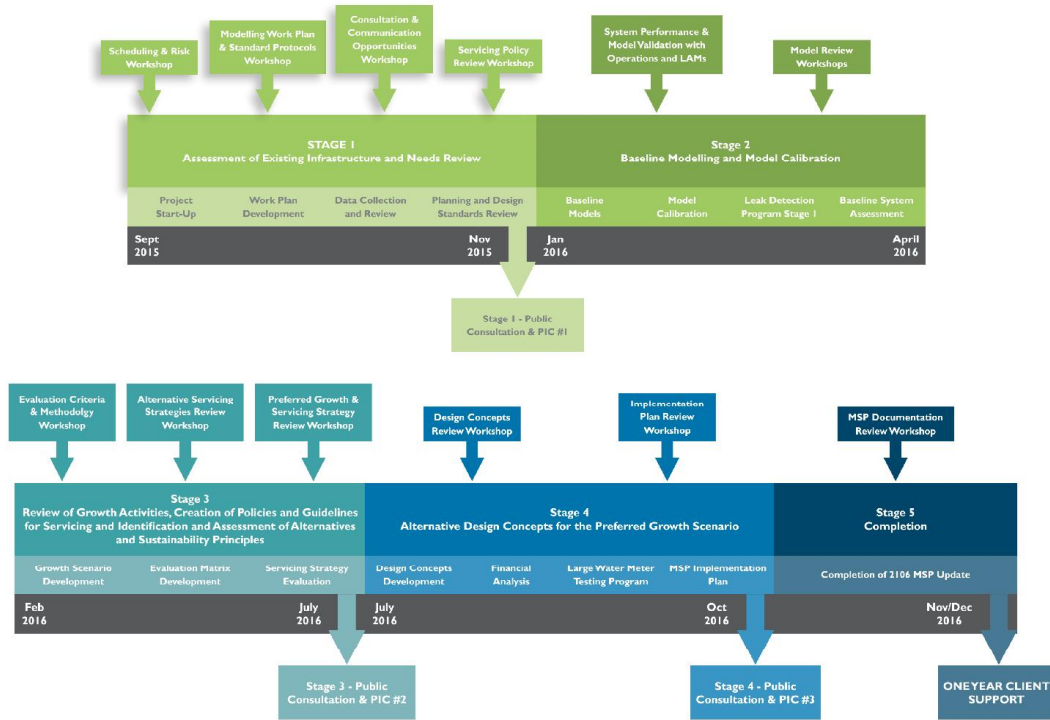 Scheduling & Risk
Workshop
Modelling Work Plan
& Standard Protocols
Workshop
Consultation &
Communication
Opportunities
Workshop
Servicing Policy
Review Workshop
System Performance &
Model Validation with
Operations and LAMs
Model Review
Workshops
STAGE 1
Assessment of Existing Infrastructure and Needs Review
Stage 2
Baseline Modelling and Model Calibration
Project
Start-Up
Work Plan
Development
Data Collection
and Review
Planning and Design
Standards Review
Baseline
Models
Model
Calibration
Leak Detection
Program Stage 1
Baseline System
Assessment
Sept
2015
Nov
2015
Jan
2016
April
2016
Stage 1 - Public
Consultation & PIC #1
Evaluation Criteria
& Methodolgy
Workshop
Alternative Servicing
Strategies Review
Workshop
Preferred Growth &
Servicing Strategy
Review Workshop
Design Concepts
Review Workshop
Implementation
Plan Review
Workshop
MSP Documentation
Review Workshop
Stage 3
Review of Growth Activities, Creation of Policies and Guidelines
for Servicing and Identification and Assessment of Alternatives
and Sustainability Principles
Stage 4
Alternative Design Concepts for the Preferred Growth Scenario
Stage 5
Completion
Growth Scenario
Development
Evaluation Matrix
Development
Servicing Strategy
Evaluation
Design Concepts
Development
Financial
Analysis
Large Water Meter
Testing Program
MSP Implementation
Plan
Completion of 2106 MSP Update
Feb
2016
July
2016
July
2016
Oct
2016
Nov/Dec
2016
Stage 3 - Public
Consultation & PIC #2
Stage 4 - Public
Consultation & PIC #3
ONE YEAR CLIENT
SUPPORT